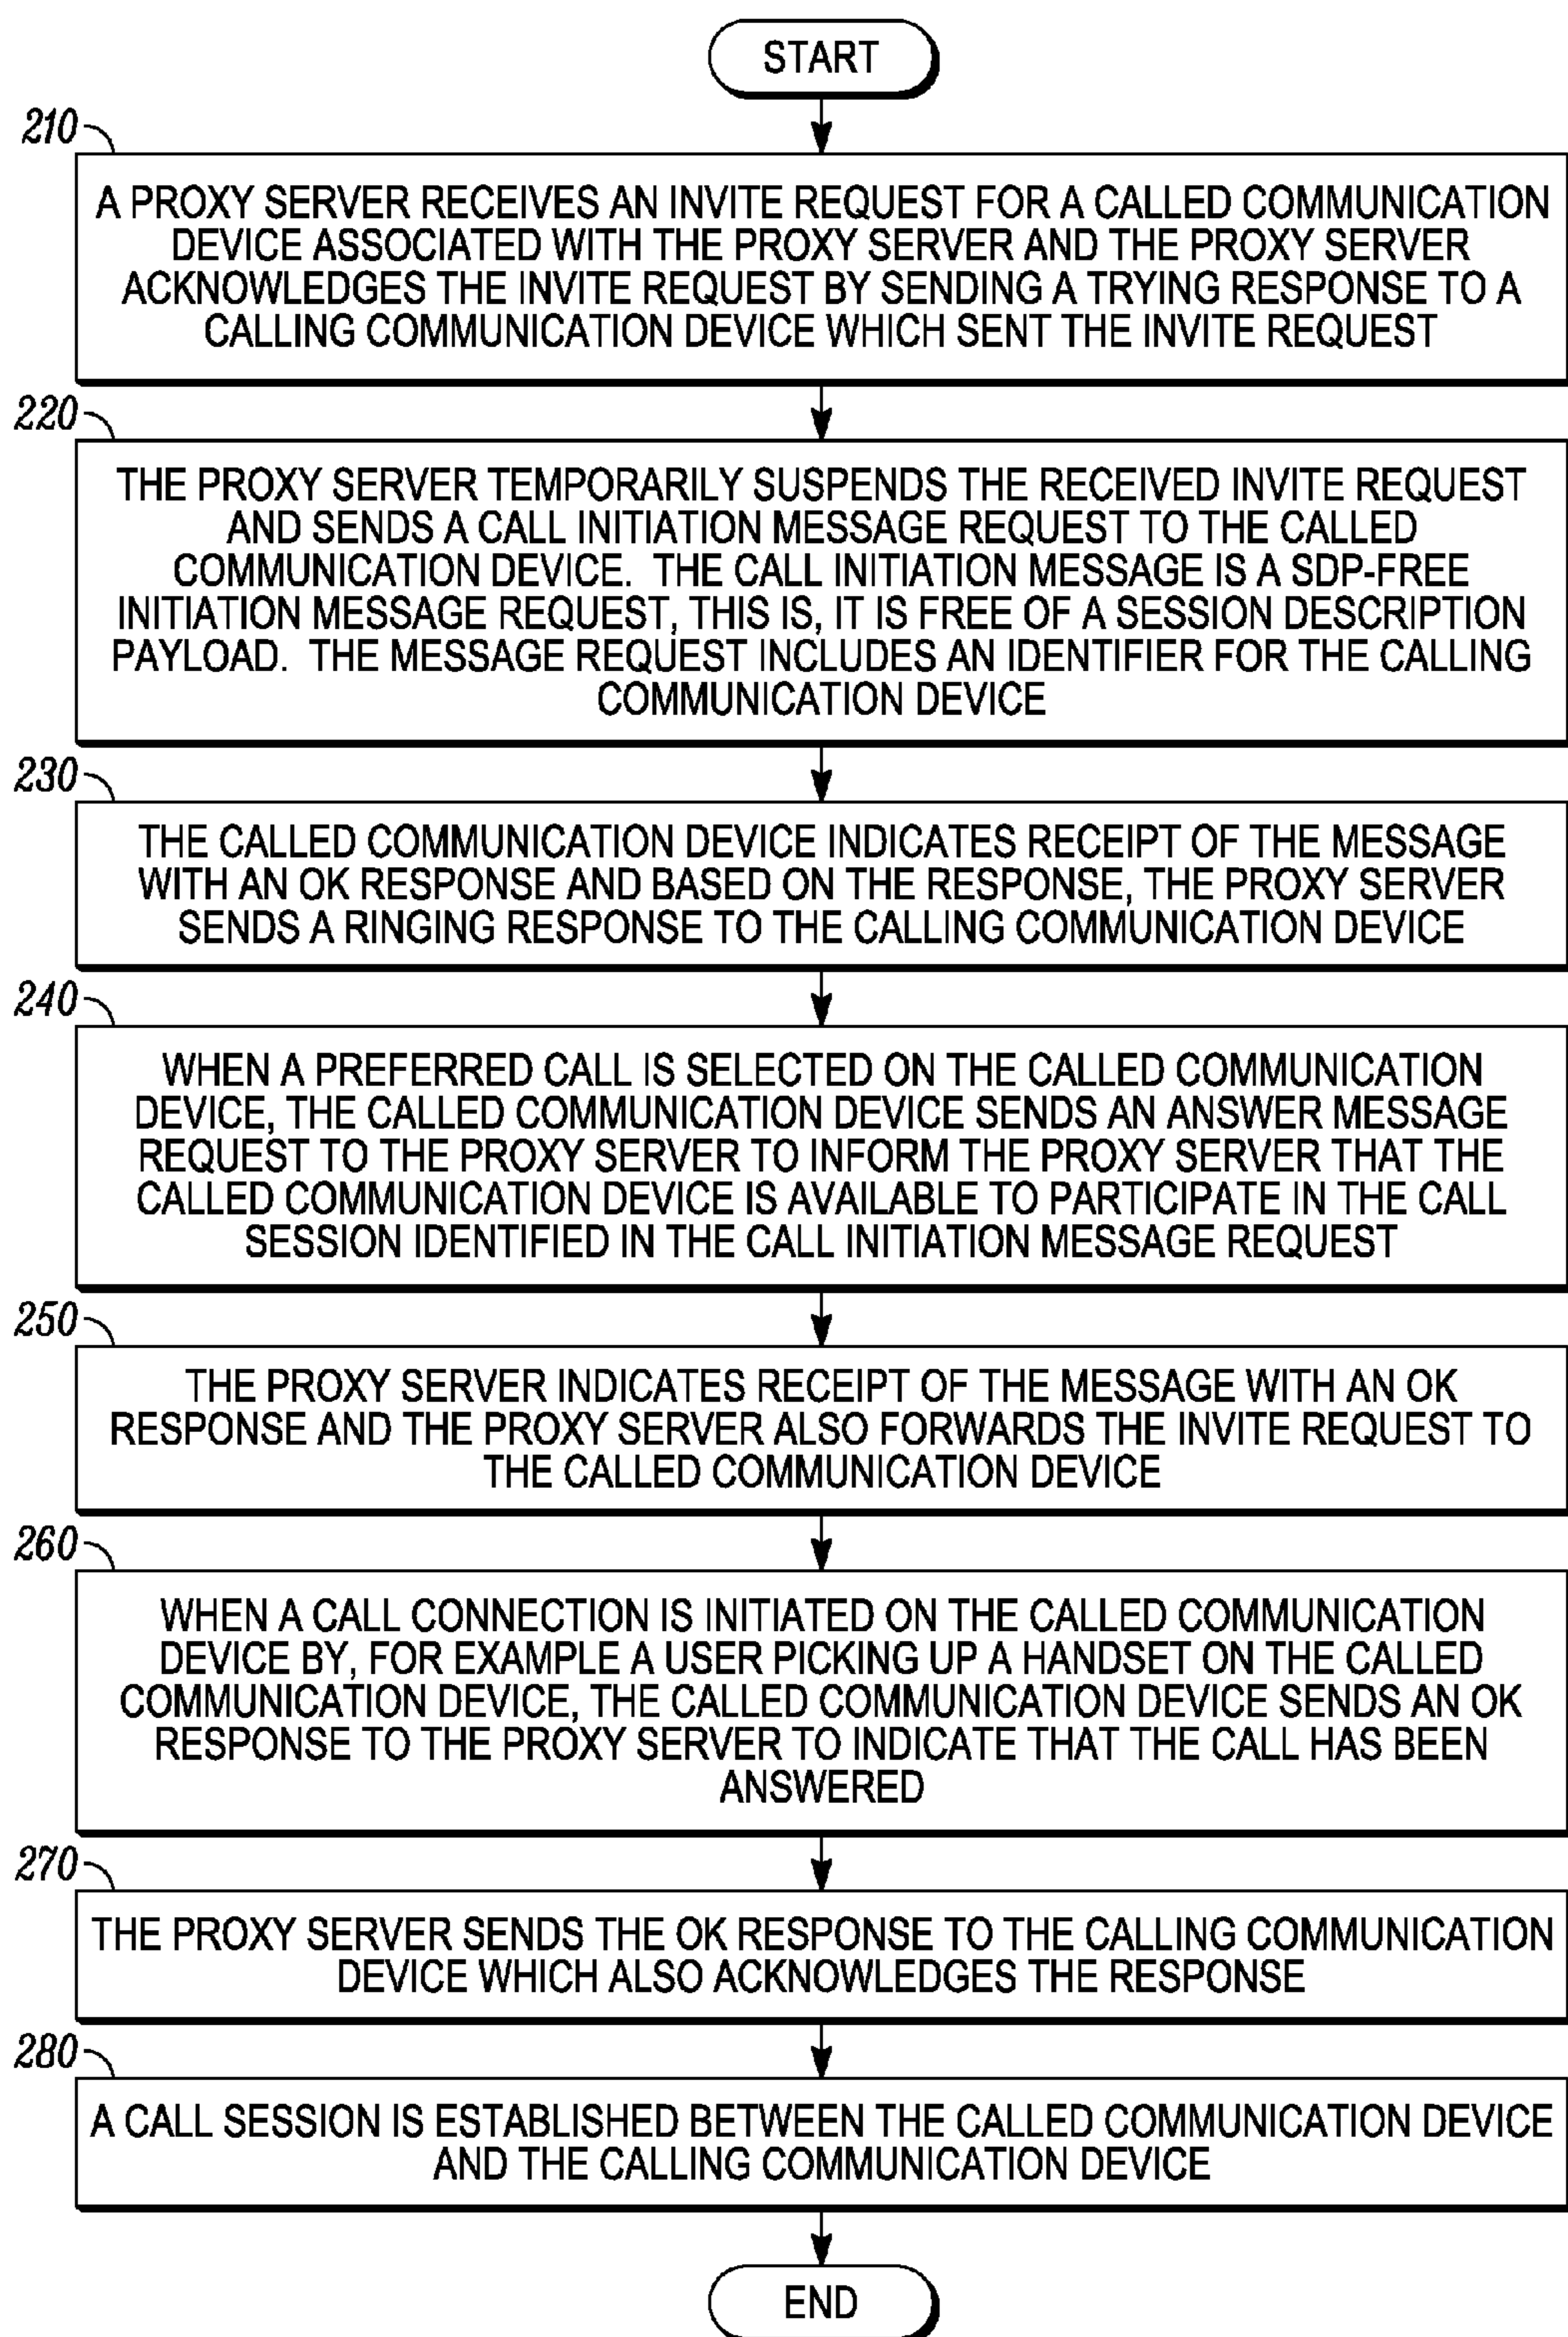 START
210
A PROXY SERVER RECEIVES AN INVITE REQUEST FOR A CALLED COMMUNICATION
DEVICE ASSOCIATED WITH THE PROXY SERVER AND THE PROXY SERVER
ACKNOWLEDGES THE INVITE REQUEST BY SENDING A TRYING RESPONSE TO A
CALLING COMMUNICATION DEVICE WHICH SENT THE INVITE REQUEST
220
THE PROXY SERVER TEMPORARILY SUSPENDS THE RECEIVED INVITE REQUEST
AND SENDS A CALL INITIATION MESSAGE REQUEST TO THE CALLED
COMMUNICATION DEVICE. THE CALL INITIATION MESSAGE IS A SDP-FREE
INITIATION MESSAGE REQUEST, THIS IS, IT IS FREE OF A SESSION DESCRIPTION
PAYLOAD. THE MESSAGE REQUEST INCLUDES AN IDENTIFIER FOR THE CALLING
COMMUNICATION DEVICE
230
THE CALLED COMMUNICATION DEVICE INDICATES RECEIPT OF THE MESSAGE
WITH AN OK RESPONSE AND BASED ON THE RESPONSE, THE PROXY SERVER
SENDS A RINGING RESPONSE TO THE CALLING COMMUNICATION DEVICE
240
WHEN A PREFERRED CALL IS SELECTED ON THE CALLED COMMUNICATION
DEVICE, THE CALLED COMMUNICATION DEVICE SENDS AN ANSWER MESSAGE
REQUEST TO THE PROXY SERVER TO INFORM THE PROXY SERVER THAT THE
CALLED COMMUNICATION DEVICE IS AVAILABLE TO PARTICIPATE IN THE CALL
SESSION IDENTIFIED IN THE CALL INITIATION MESSAGE REQUEST
250
THE PROXY SERVER INDICATES RECEIPT OF THE MESSAGE WITH AN OK
RESPONSE AND THE PROXY SERVER ALSO FORWARDS THE INVITE REQUEST TO
THE CALLED COMMUNICATION DEVICE
260
WHEN A CALL CONNECTION IS INITIATED ON THE CALLED COMMUNICATION
DEVICE BY, FOR EXAMPLE A USER PICKING UP A HANDSET ON THE CALLED
COMMUNICATION DEVICE, THE CALLED COMMUNICATION DEVICE SENDS AN OK
RESPONSE TO THE PROXY SERVER TO INDICATE THAT THE CALL HAS BEEN
ANSWERED
270
THE PROXY SERVER SENDS THE OK RESPONSE TO THE CALLING COMMUNICATION
DEVICE WHICH ALSO ACKNOWLEDGES THE RESPONSE
280
A CALL SESSION IS ESTABLISHED BETWEEN THE CALLED COMMUNICATION DEVICE
AND THE CALLING COMMUNICATION DEVICE
END